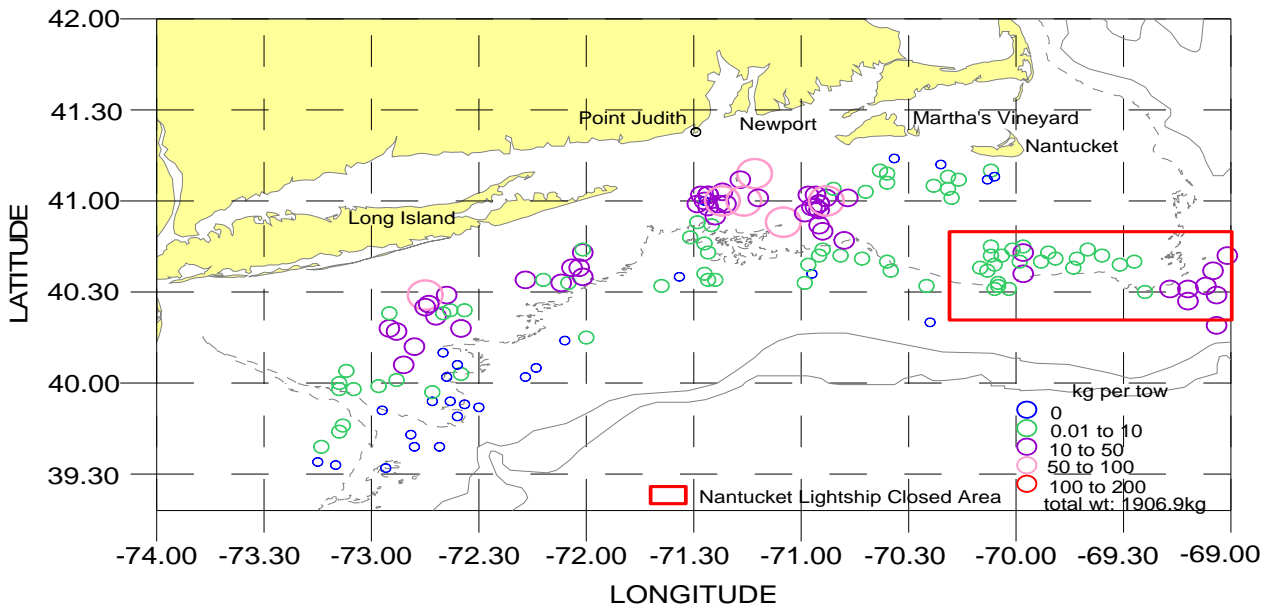 42.00
41.30
Point Judith
Newport
Martha's Vineyard
Nantucket
41.00
Long Island
LATITUDE
40.30
40.00
kg per tow
0
0.01 to 10
10 to 50
39.30
50 to 100
Nantucket Lightship Closed Area
100 to 200
total wt: 1906.9kg
-74.00 -73.30 -73.00 -72.30 -72.00 -71.30 -71.00 -70.30 -70.00 -69.30 -69.00
LONGITUDE